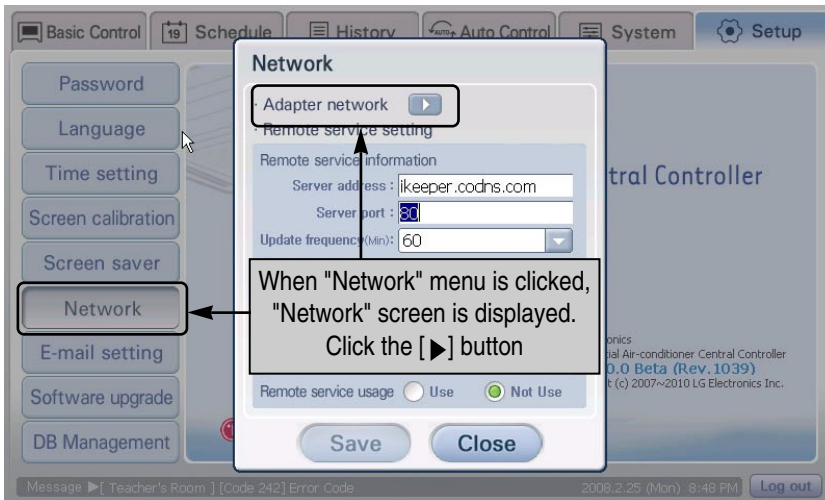 Basic Control
19
Schedule
History
AUTO
Auto Control
System
Setup
Password
Language
Time setting
Screen calibration
Screen saver
Network
E-mail setting
Software upgrade
DB Management
Network
· Adapter network
· Remote service setting
Remote service information
Server address : ikeeper.codns.com
Server port : 80
Update frequency(Min): 60
When "Network" menu is clicked,
"Network" screen is displayed.
Click the [▶] button
Remote service usage Use Not Use
Save
Close
tral Controller
onics
ial Air-conditioner Central Controller
0.0 Beta (Rev.1039)
t (c) 2007~2010 LG Electronics Inc.
Message ▶[ Teacher's Room ] [Code 242] Error Code
2008.2.25 (Mon) 8:48 PM
Log out